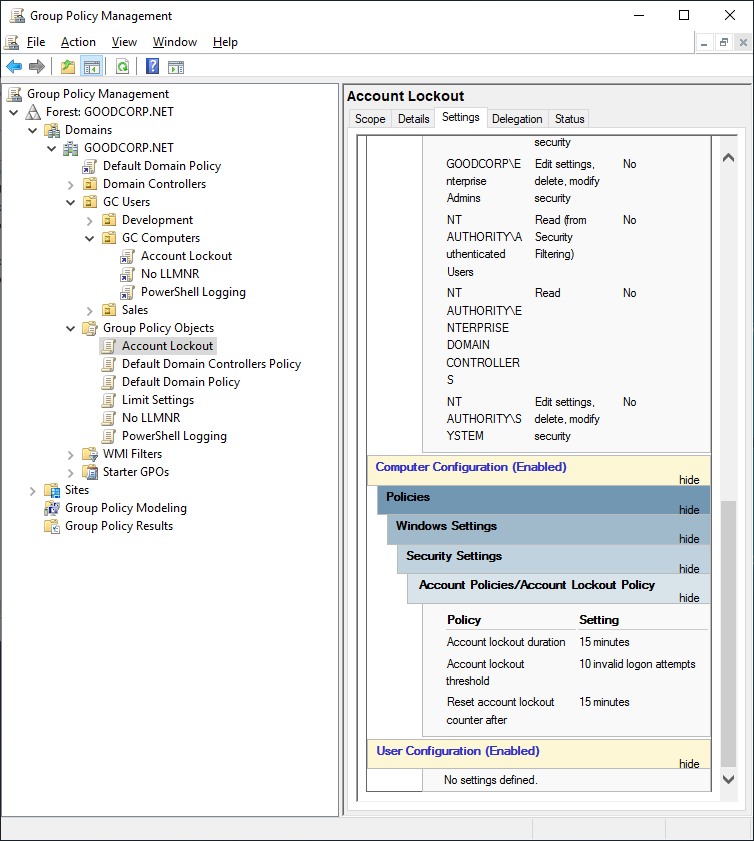 Group Policy Management
File Action View Window Help
Group Policy Management
Forest: GOODCORP.NET
Domains
GOODCORP.NET
Default Domain Policy
Domain Controllers
GC Users
Development
GC Computers
Account Lockout
No LLMNR
PowerShell Logging
Sales
Group Policy Objects
Account Lockout
Default Domain Controllers Policy
Default Domain Policy
Limit Settings
No LLMNR
PowerShell Logging
WMI Filters
Starter GPOs
Sites
Group Policy Modeling
Group Policy Results
Account Lockout
Scope Details Settings Delegation Status
security
GOODCORP\E Edit settings, No
nterprise delete, modify
Admins security
NT Read (from No
AUTHORITY\A Security
uthenticated Filtering)
Users
NT Read No
AUTHORITY\E
NTERPRISE
DOMAIN
CONTROLLER
S
NT Edit settings, No
AUTHORITY\S delete, modify
YSTEM security
Computer Configuration (Enabled)
hide
Policies
hide
Windows Settings
hide
Security Settings
hide
Account Policies/Account Lockout Policy
hide
Policy Setting
Account lockout duration 15 minutes
Account lockout 10 invalid logon attempts
threshold
Reset account lockout 15 minutes
counter after
User Configuration (Enabled)
hide
No settings defined.